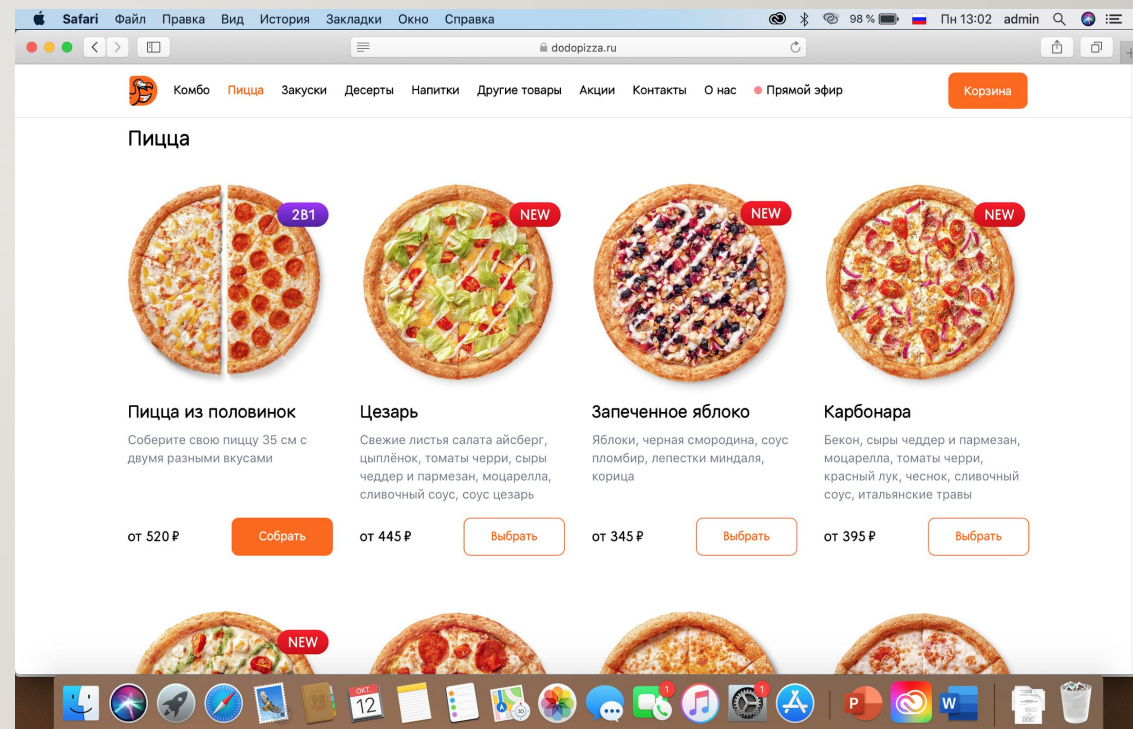 Safari Файл Правка Вид История Закладки Окно Справка 98 % Пн 13:02 admin
dodopizza.ru
Комбо Пицца Закуски Десерты Напитки Другие товары Акции Контакты О нас Прямой эфир Корзина
Пицца
2В1 NEW NEW NEW
Пицца из половинок
Соберите свою пиццу 35 см с
двумя разными вкусами
от 520 ₽ Собрать
Цезарь
Свежие листья салата айсберг,
цыплёнок, томаты черри, сыры
чеддер и пармезан, моцарелла,
сливочный соус, соус цезарь
от 445 ₽ Выбрать
Запеченное яблоко
Яблоки, черная смородина, соус
пломбир, лепестки миндаля,
корица
от 345 ₽ Выбрать
Карбонара
Бекон, сыры чеддер и пармезан,
моцарелла, томаты черри,
красный лук, чеснок, сливочный
соус, итальянские травы
от 395 ₽ Выбрать
NEW
ОКТ
12
3D
1
1
P
W
DOC